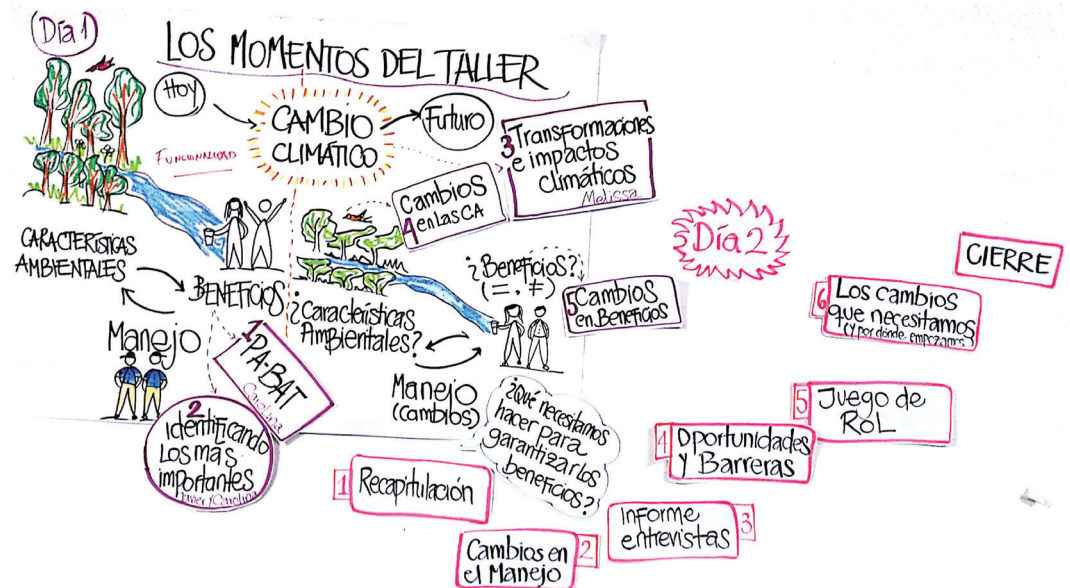 (Día 1)
LOS MOMENTOS DEL TALLER
Hoy
CAMBIO
CLIMÁTICO
Futuro
FUNCIONALIDAD
3 Transformaciones
e impactos
climáticos
Melissa
Cambios
4 en las CA
CARACTERÍSTICAS
AMBIENTALES
BENEFICIOS
Manejo
1 PA-BAT
Carolina
2
Identificando
Los más
importantes
Javier y Carolina
¿Características
Ambientales?
¿Beneficios?
(=, ≠)
5 Cambios
en Beneficios
Manejo
(cambios)
¿Qué necesitamos
hacer para
garantizar los
beneficios?
Día 2
1 Recapitulación
Cambios en 2
el Manejo
Informe 3
entrevistas
4 Oportunidades
y Barreras
5 Juego de
RoL
6 Los cambios
que necesitamos
(y por dónde empezamos)
CIERRE